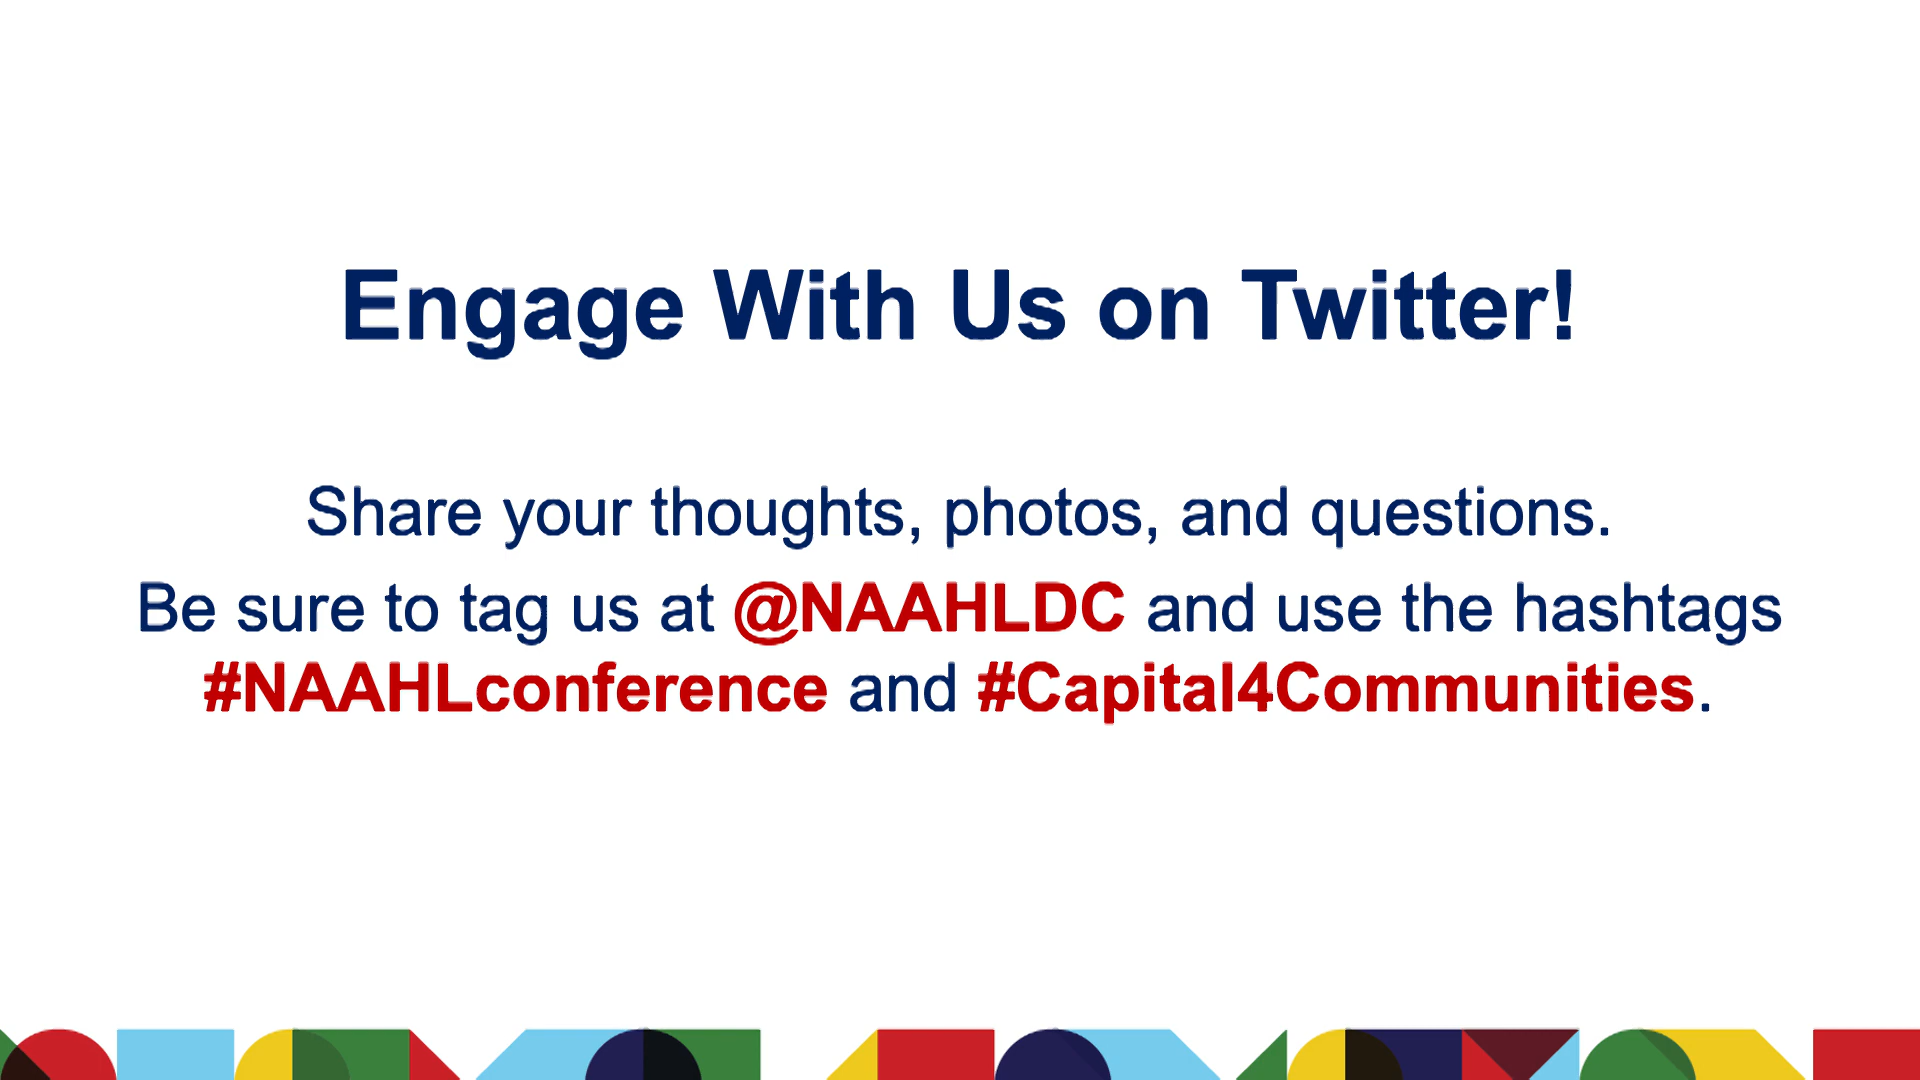 Engage With Us on Twitter!
Share your thoughts, photos, and questions.
Be sure to tag us at @NAAHLDC and use the hashtags
#NAAHLconference and #Capital4Communities.